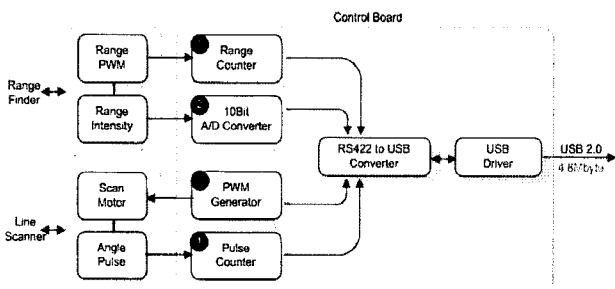 Control Board
Range
PWM
Range
Counter
Range
Finder
Range
Intensity
10Bit
A/D Converter
RS422 to USB
Converter
USB
Driver
USB 2.0
4.8Mbyte
Scan
Motor
PWM
Generator
Line
Scanner
Angle
Pulse
Pulse
Counter